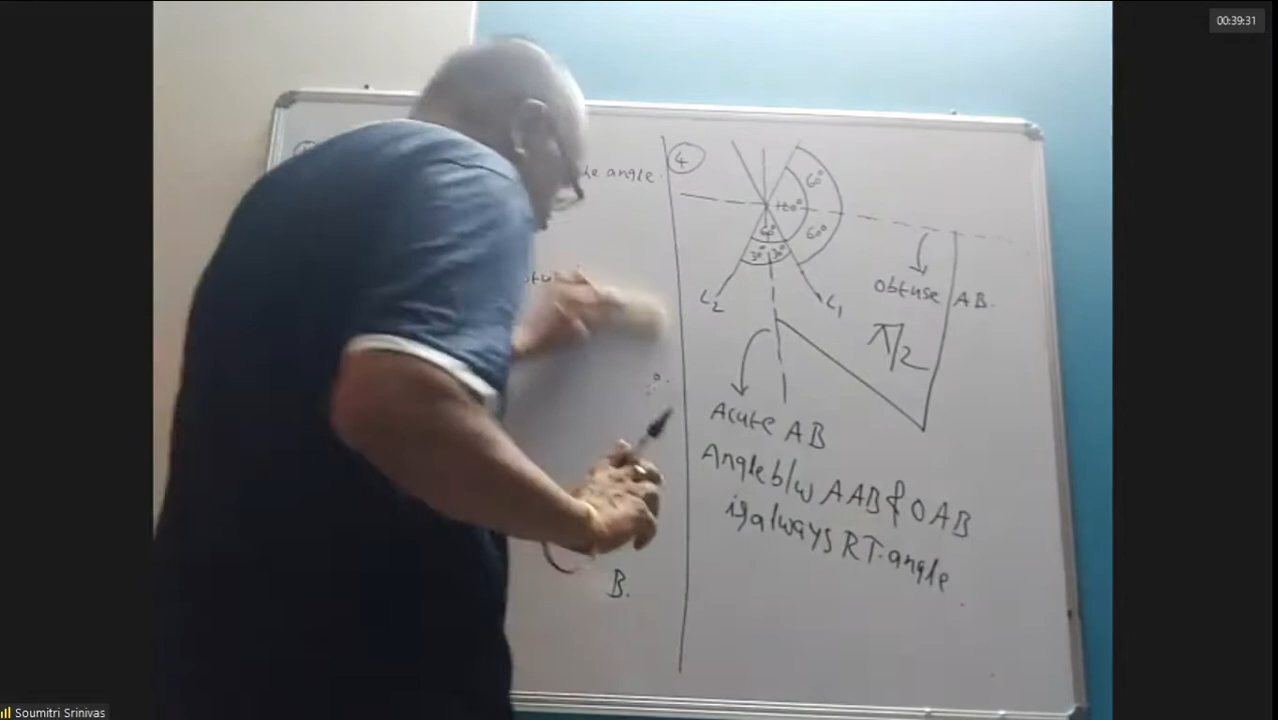 00:39:31
he angle.
4
60°
120°
60°
60°
30° 30°
L2
L1
Obtuse AB.
π/2
Acute AB
Angle b/w AAB & OAB
is always RT. angle.
B.
Soumitri Srinivas